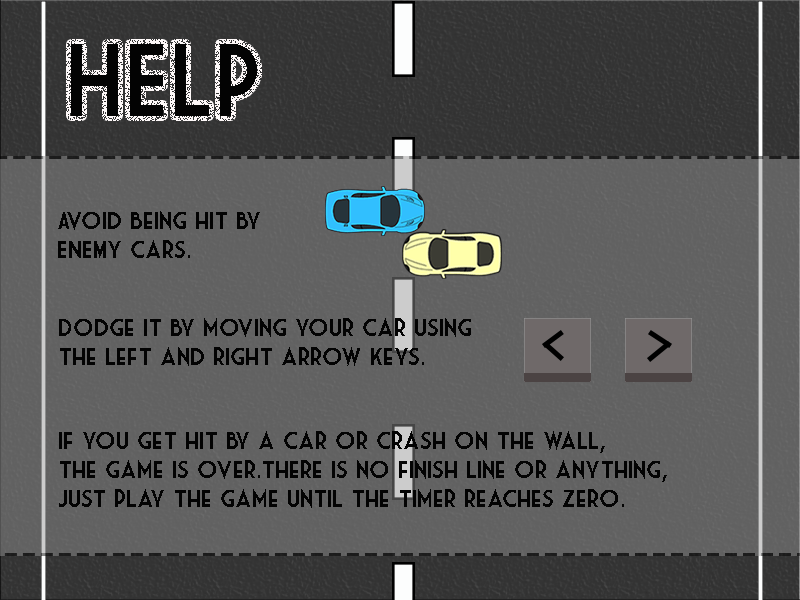 HELP
AVOID BEING HIT BY
ENEMY CARS.
DODGE IT BY MOVING YOUR CAR USING
THE LEFT AND RIGHT ARROW KEYS.
< >
IF YOU GET HIT BY A CAR OR CRASH ON THE WALL,
THE GAME IS OVER.THERE IS NO FINISH LINE OR ANYTHING,
JUST PLAY THE GAME UNTIL THE TIMER REACHES ZERO.